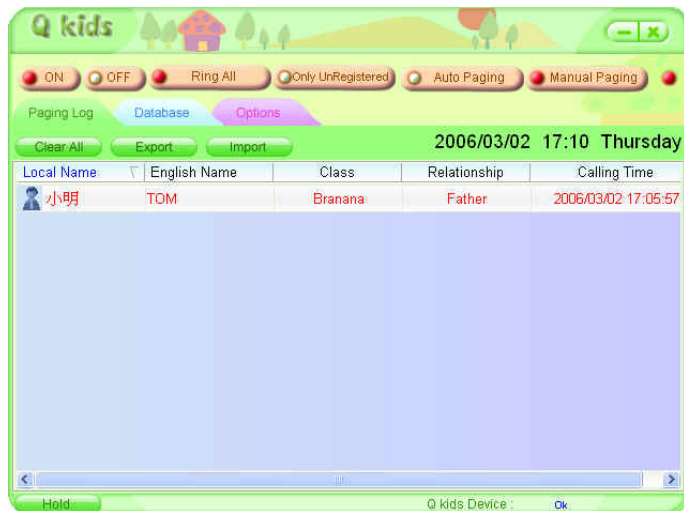 Q kids
ON OFF Ring All Only UnRegistered Auto Paging Manual Paging
Paging Log Database Options
Clear All Export Import 2006/03/02 17:10 Thursday
Local Name English Name Class Relationship Calling Time
小明 TOM Branana Father 2006/03/02 17:05:57
Hold Q kids Device : Ok